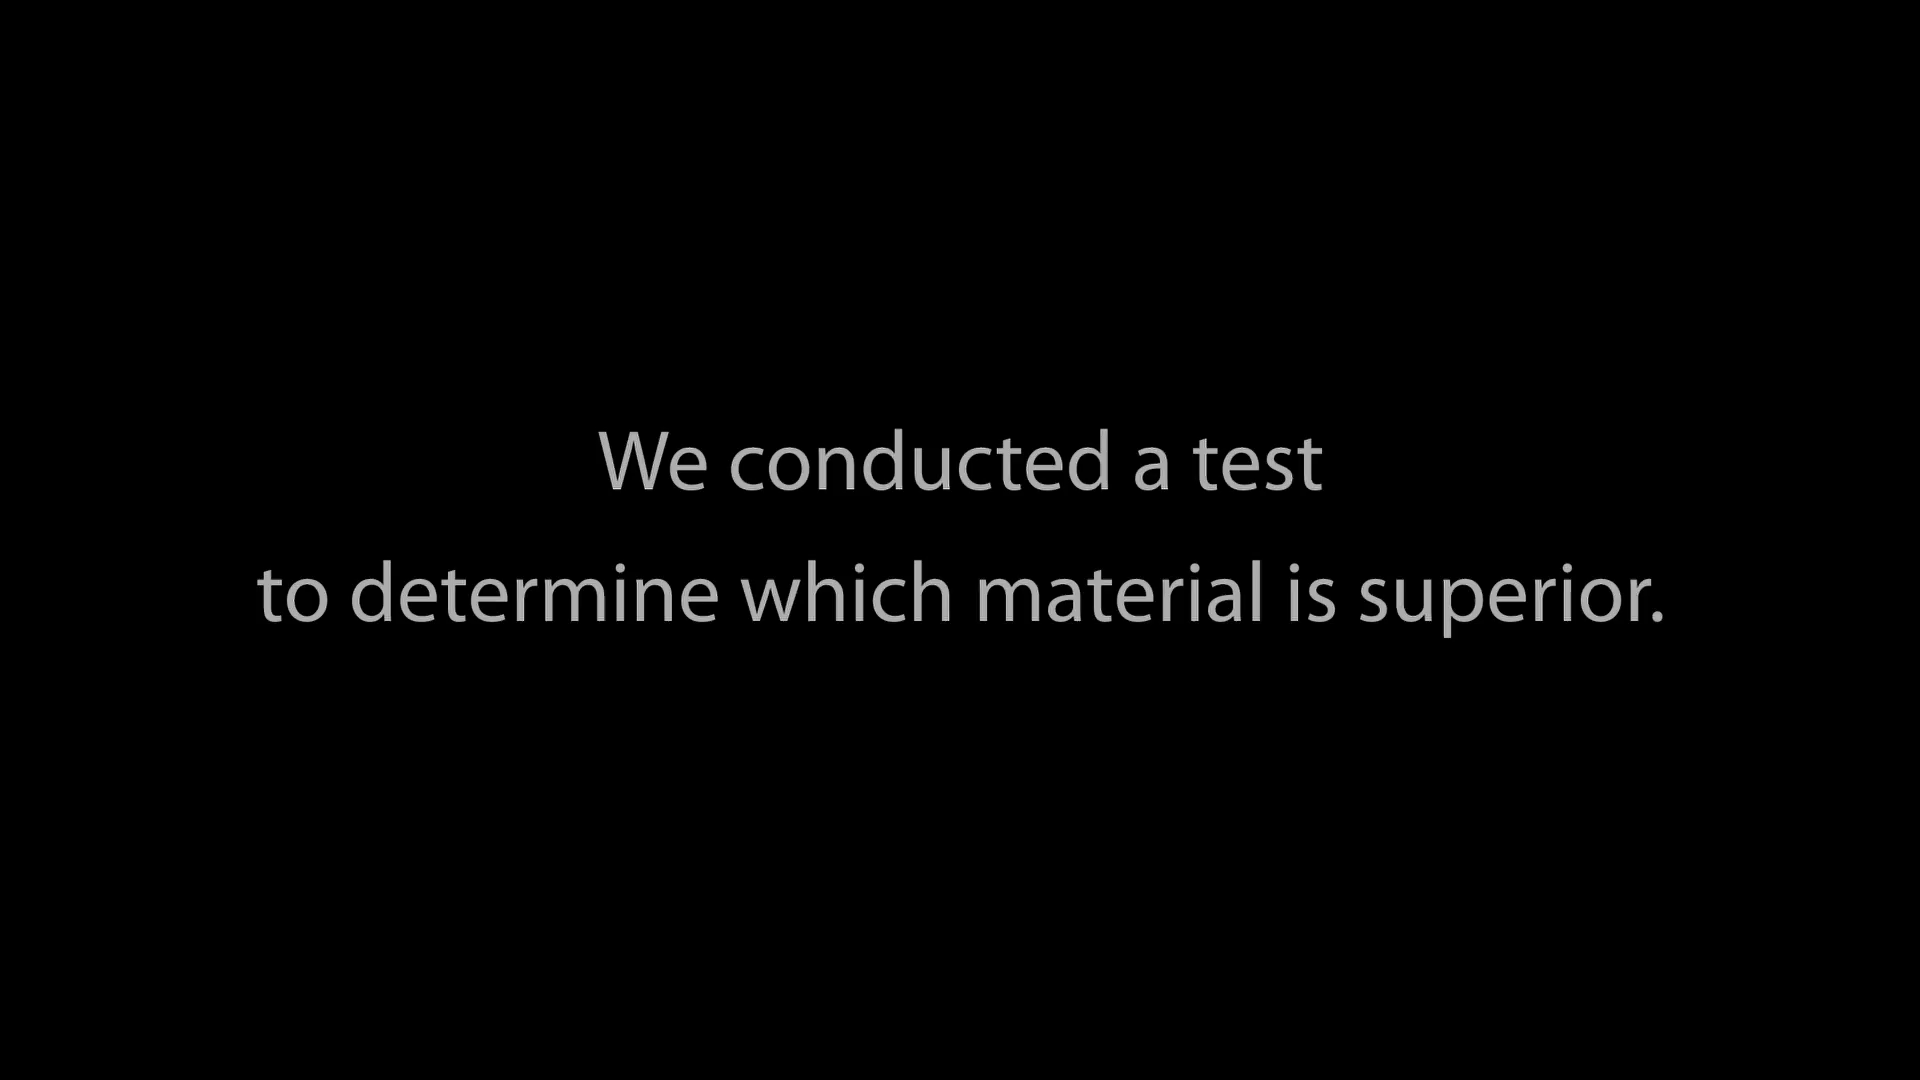 We conducted a test
to determine which material is superior.